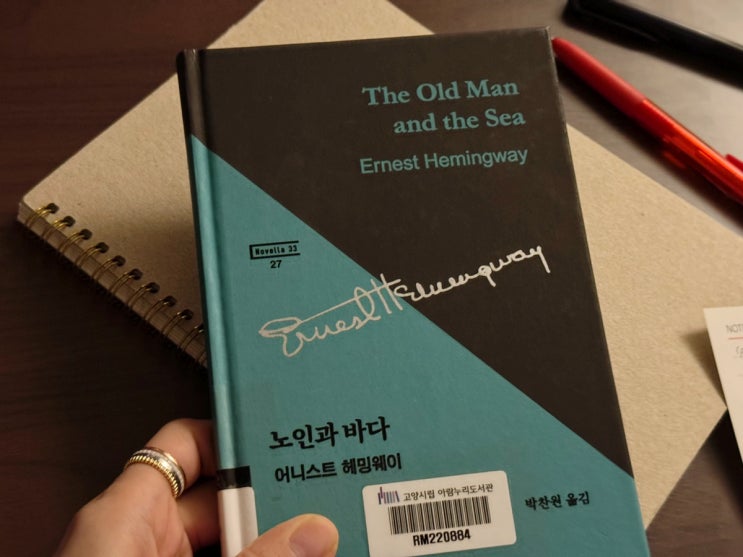 The Old Man
and the Sea
Ernest Hemingway
Novella 33
27
Ernest Hemingway
노인과 바다
어니스트 헤밍웨이
박찬원 옮김
고양시립 아람누리도서관
RM220884
NOT